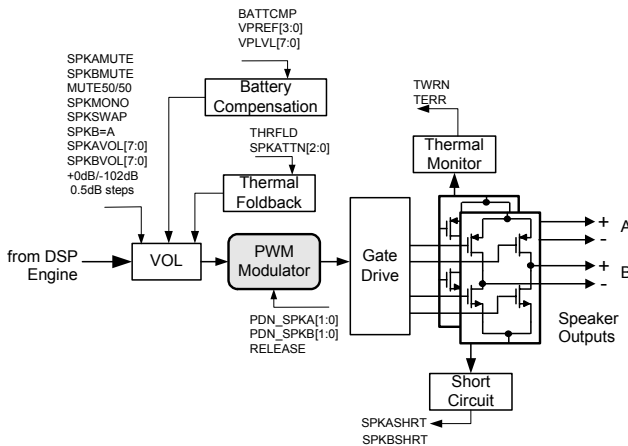 BATTCMP
VPREF[3:0]
VPLVL[7:0]
SPKAMUTE
SPKBMUTE
MUTE50/50
SPKMONO
SPKSWAP
SPKB=A
SPKAVOL[7:0]
SPKBVOL[7:0]
+0dB/-102dB
0.5dB steps
Battery
Compensation
THRFLD
SPKATTN[2:0]
Thermal
Foldback
TWRN
TERR
Thermal
Monitor
from DSP
Engine
VOL
PWM
Modulator
Gate
Drive
+
A
-
+
B
-
Speaker
Outputs
PDN_SPKA[1:0]
PDN_SPKB[1:0]
RELEASE
Short
Circuit
SPKASHRT
SPKBSHRT